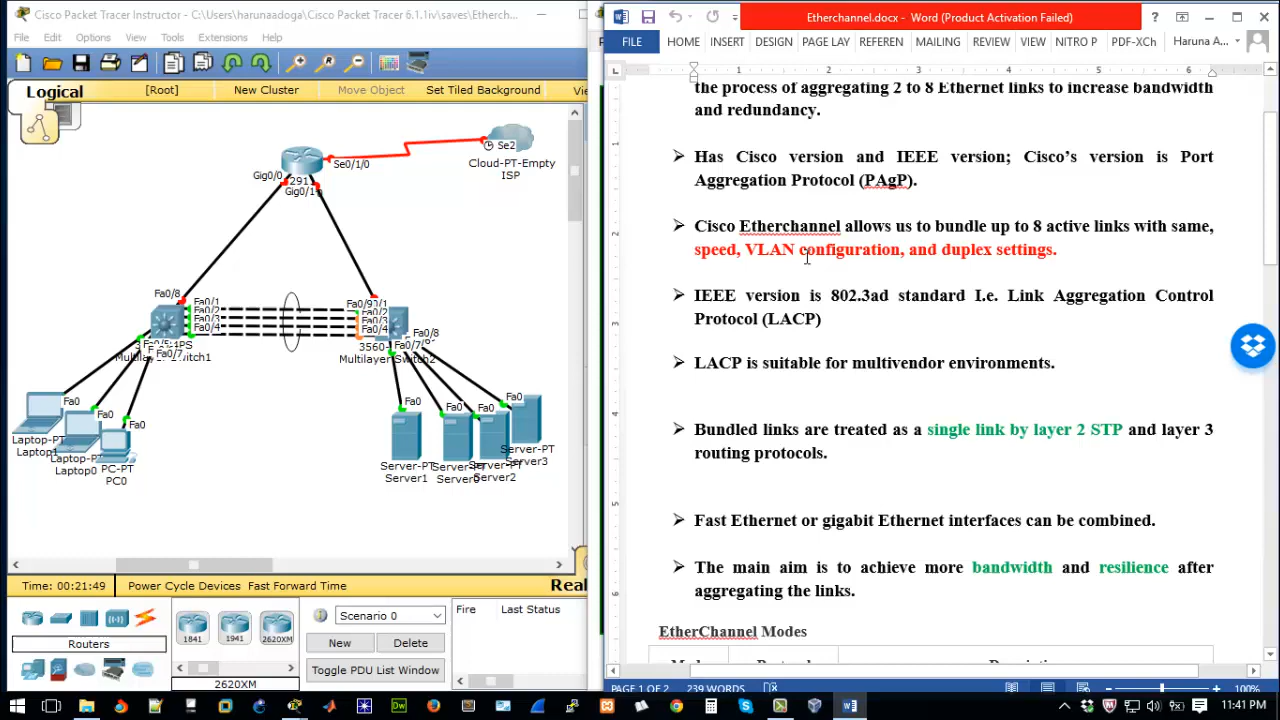 Cisco Packet Tracer Instructor - C:\Users\harunaadoga\Cisco Packet Tracer 6.1.1iv\saves\Etherch...
File Edit Options View Tools Extensions Help
Logical [Root] New Cluster Move Object Set Tiled Background Vie
Se2
Cloud-PT-Empty
ISP
Se0/1/0
Gig0/0
2911
Gig0/1
Fa0/8
Fa0/1
Fa0/2
Fa0/3
Fa0/4
Fa0/2
Fa0/3
Fa0/4
Fa0/8
3560-
Fa0/7
Multilayer Switch2
Fa0/7
Fa0
Fa0
Fa0
Fa0
Fa0
Fa0
Fa0
Laptop-PT
Laptop1
Laptop0
PC-PT
PC0
Server-PT
Server1
Server-PT
Server2
Server-PT
Server3
Time: 00:21:49 Power Cycle Devices Fast Forward Time Real
Routers
1841 1941 2620XM
2620XM
Scenario 0
New Delete
Toggle PDU List Window
Fire Last Status
Etherchannel.docx - Word (Product Activation Failed)
FILE HOME INSERT DESIGN PAGE LAY REFEREN MAILING REVIEW VIEW NITRO P PDF-XCh Haruna A...
1 2 3 4 5 6
the process of aggregating 2 to 8 Ethernet links to increase bandwidth
and redundancy.
Has Cisco version and IEEE version; Cisco’s version is Port
Aggregation Protocol (PAgP).
Cisco Etherchannel allows us to bundle up to 8 active links with same,
speed, VLAN configuration, and duplex settings.
IEEE version is 802.3ad standard I.e. Link Aggregation Control
Protocol (LACP)
LACP is suitable for multivendor environments.
Bundled links are treated as a single link by layer 2 STP and layer 3
routing protocols.
Fast Ethernet or gigabit Ethernet interfaces can be combined.
The main aim is to achieve more bandwidth and resilience after
aggregating the links.
EtherChannel Modes
PAGE 1 OF 2 239 WORDS 100%
11:41 PM